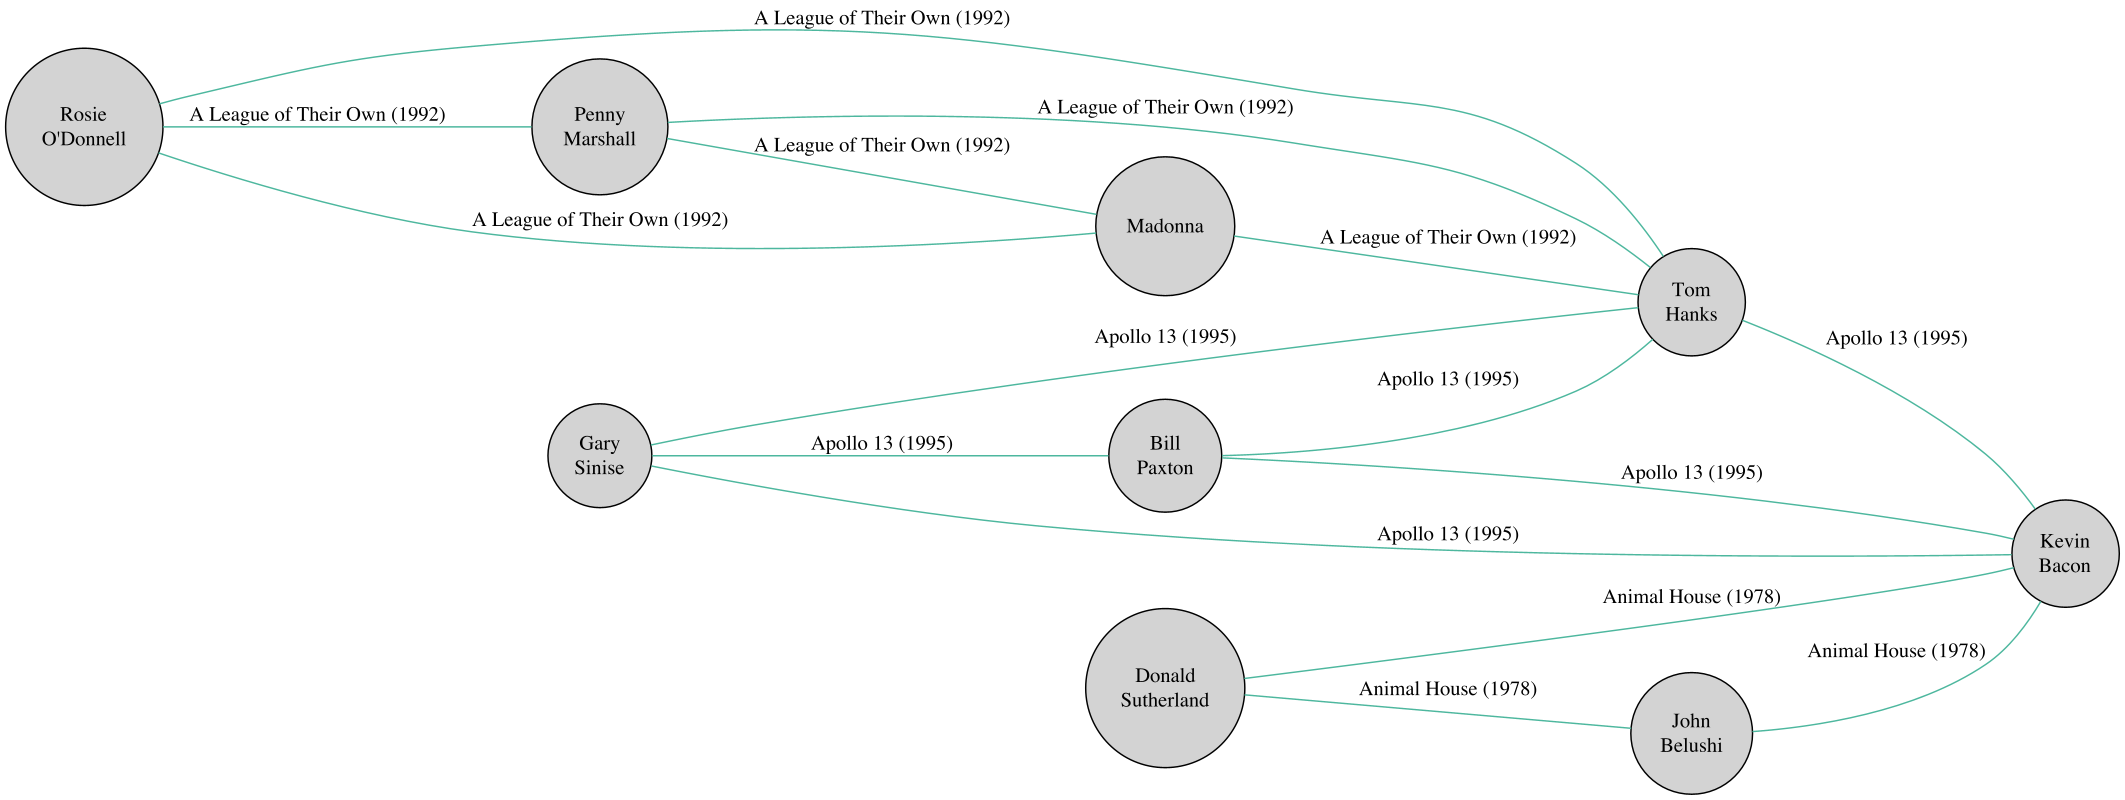 A League of Their Own (1992)
Rosie
O'Donnell
A League of Their Own (1992)
Penny
Marshall
A League of Their Own (1992)
A League of Their Own (1992)
A League of Their Own (1992)
Madonna
A League of Their Own (1992)
Tom
Hanks
Apollo 13 (1995)
Apollo 13 (1995)
Apollo 13 (1995)
Gary
Sinise
Apollo 13 (1995)
Bill
Paxton
Apollo 13 (1995)
Apollo 13 (1995)
Kevin
Bacon
Animal House (1978)
Animal House (1978)
Donald
Sutherland
Animal House (1978)
John
Belushi